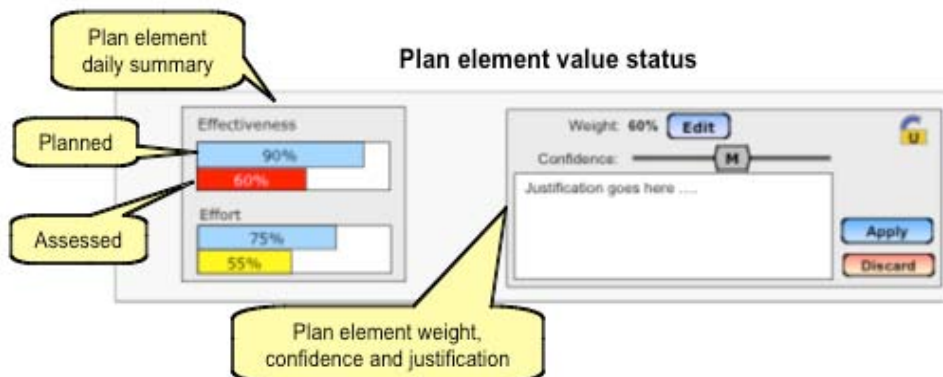 Plan element
daily summary
Plan element value status
Planned
Assessed
Effectiveness
90%
60%
Effort
75%
55%
Weight: 60% Edit
U
Confidence: M
Justification goes here ....
Apply
Discard
Plan element weight,
confidence and justification